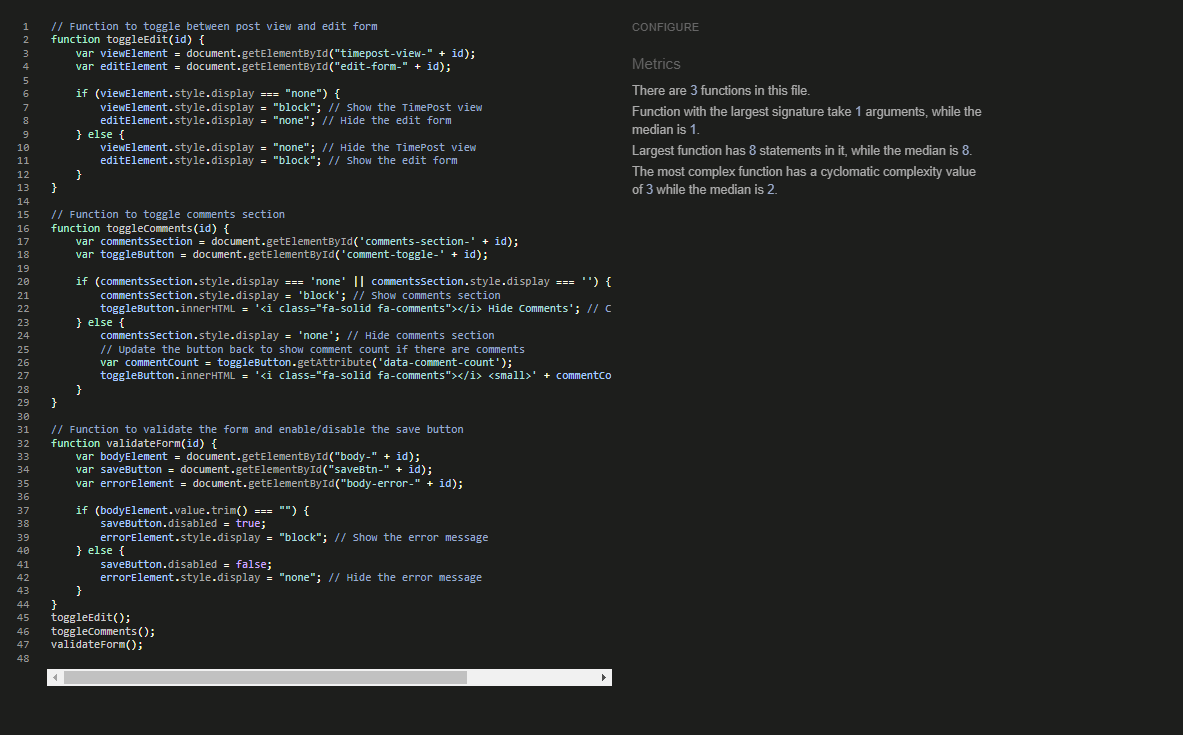 1 // Function to toggle between post view and edit form
2 function toggleEdit(id) {
3 var viewElement = document.getElementById("timepost-view-" + id);
4 var editElement = document.getElementById("edit-form-" + id);
5
6 if (viewElement.style.display === "none") {
7 viewElement.style.display = "block"; // Show the TimePost view
8 editElement.style.display = "none"; // Hide the edit form
9 } else {
10 viewElement.style.display = "none"; // Hide the TimePost view
11 editElement.style.display = "block"; // Show the edit form
12 }
13 }
14
15 // Function to toggle comments section
16 function toggleComments(id) {
17 var commentsSection = document.getElementById('comments-section-' + id);
18 var toggleButton = document.getElementById('comment-toggle-' + id);
19
20 if (commentsSection.style.display === 'none' || commentsSection.style.display === '') {
21 commentsSection.style.display = 'block'; // Show comments section
22 toggleButton.innerHTML = '<i class="fa-solid fa-comments"></i> Hide Comments'; // C
23 } else {
24 commentsSection.style.display = 'none'; // Hide comments section
25 // Update the button back to show comment count if there are comments
26 var commentCount = toggleButton.getAttribute('data-comment-count');
27 toggleButton.innerHTML = '<i class="fa-solid fa-comments"></i> <small>' + commentCo
28 }
29 }
30
31 // Function to validate the form and enable/disable the save button
32 function validateForm(id) {
33 var bodyElement = document.getElementById("body-" + id);
34 var saveButton = document.getElementById("saveBtn-" + id);
35 var errorElement = document.getElementById("body-error-" + id);
36
37 if (bodyElement.value.trim() === "") {
38 saveButton.disabled = true;
39 errorElement.style.display = "block"; // Show the error message
40 } else {
41 saveButton.disabled = false;
42 errorElement.style.display = "none"; // Hide the error message
43 }
44 }
45 toggleEdit();
46 toggleComments();
47 validateForm();
48
CONFIGURE
Metrics
There are 3 functions in this file.
Function with the largest signature take 1 arguments, while the
median is 1.
Largest function has 8 statements in it, while the median is 8.
The most complex function has a cyclomatic complexity value
of 3 while the median is 2.